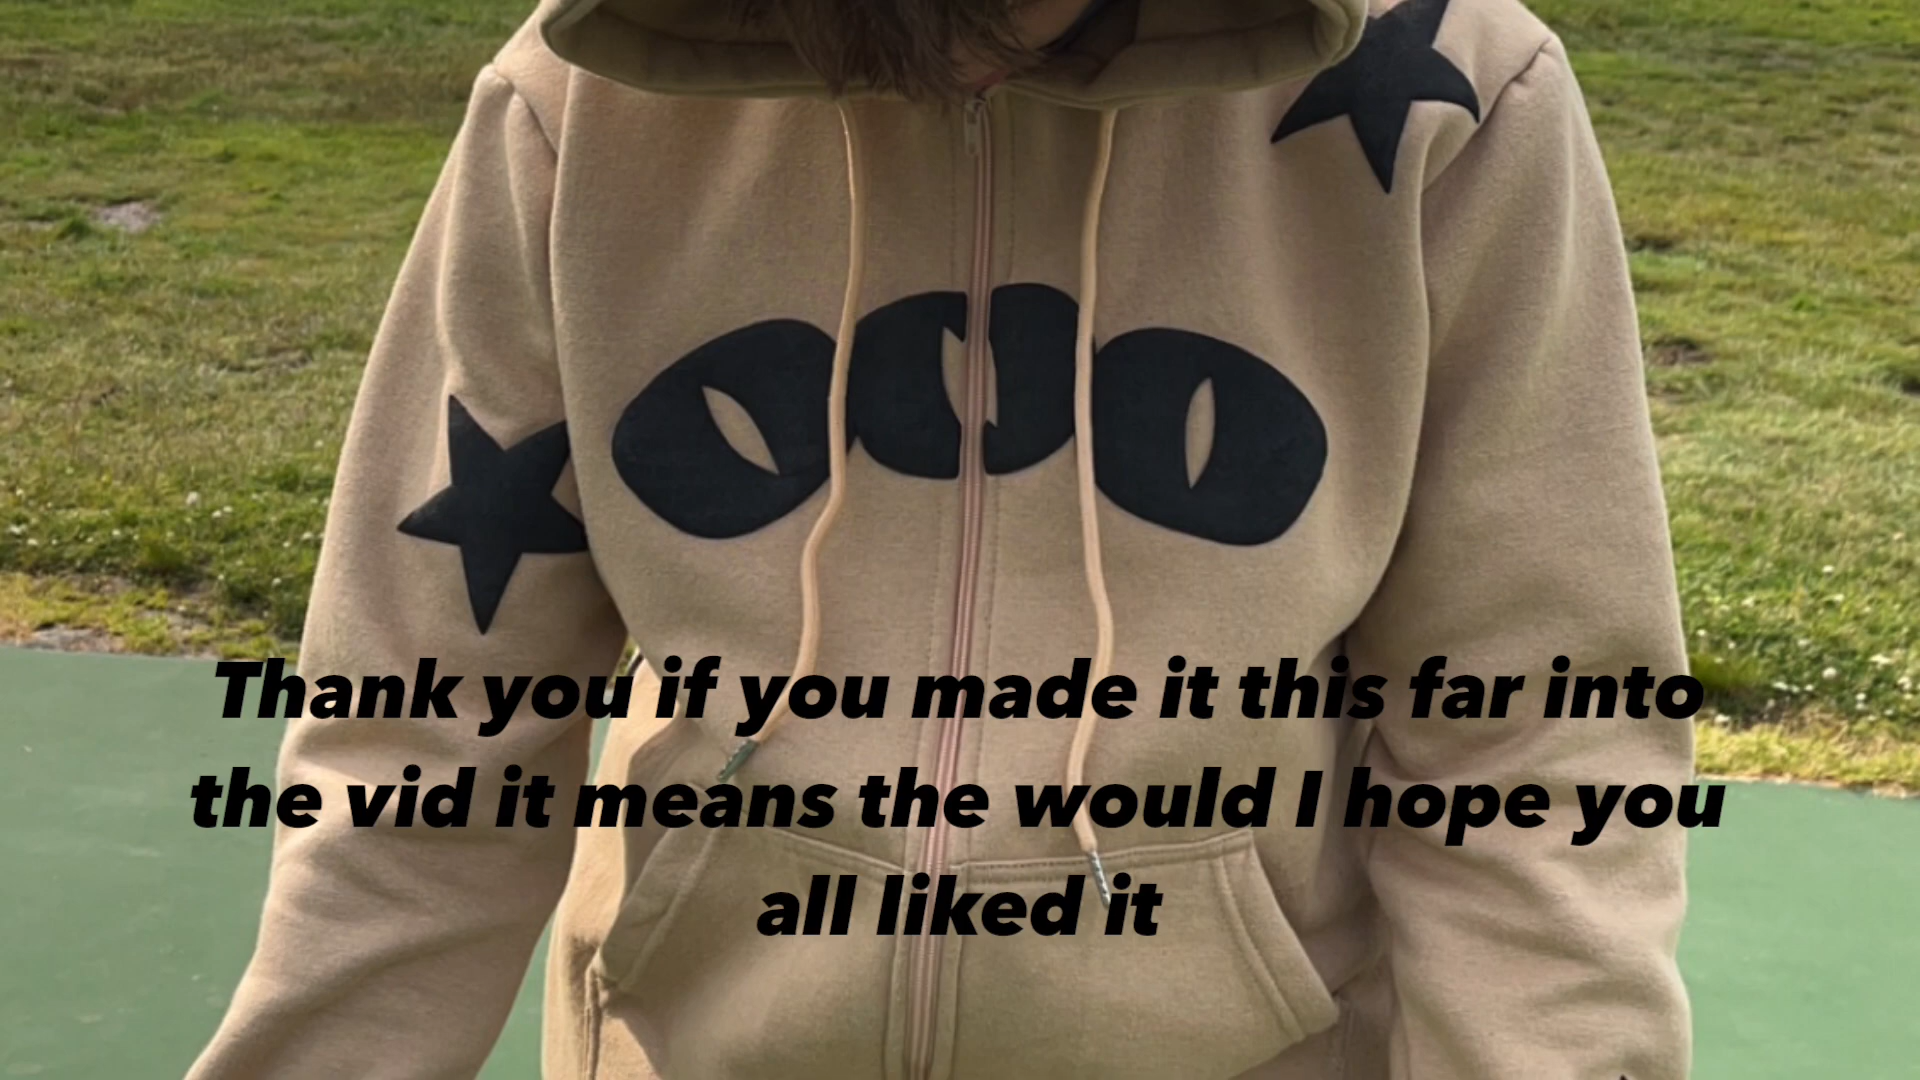 Thank you if you made it this far into
the vid it means the would I hope you
all liked it